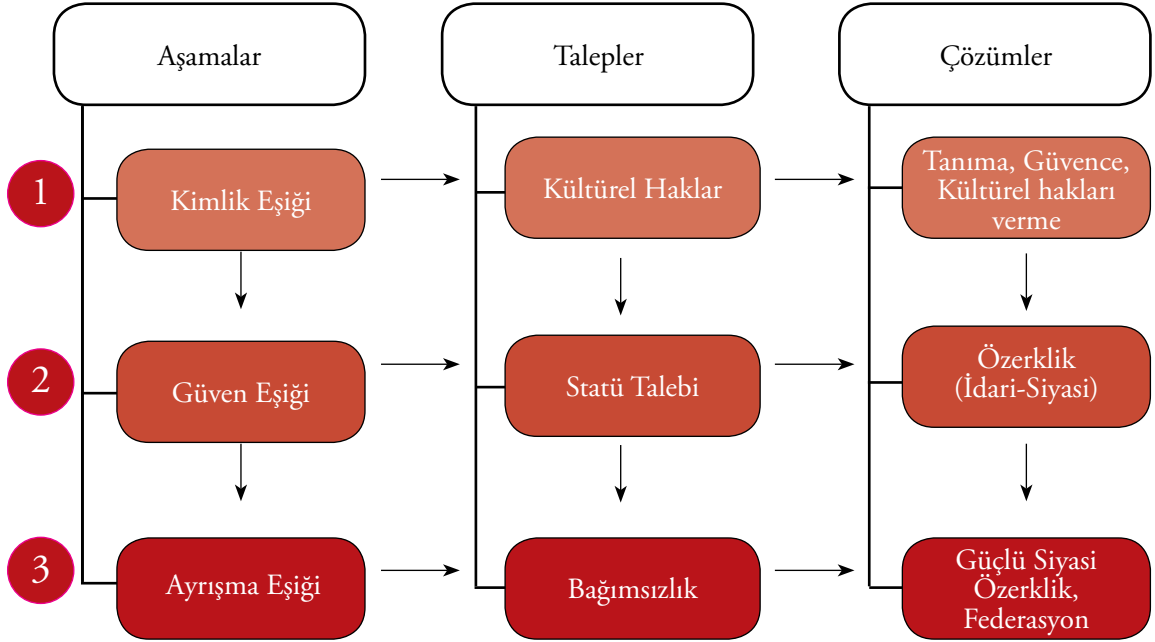 Aşamalar
Talepler
Çözümler
1
Kimlik Eşiği
Kültürel Haklar
Tanıma, Güvence,
Kültürel hakları
verme
2
Güven Eşiği
Statü Talebi
Özerklik
(İdari-Siyasi)
3
Ayrışma Eşiği
Bağımsızlık
Güçlü Siyasi
Özerklik,
Federasyon